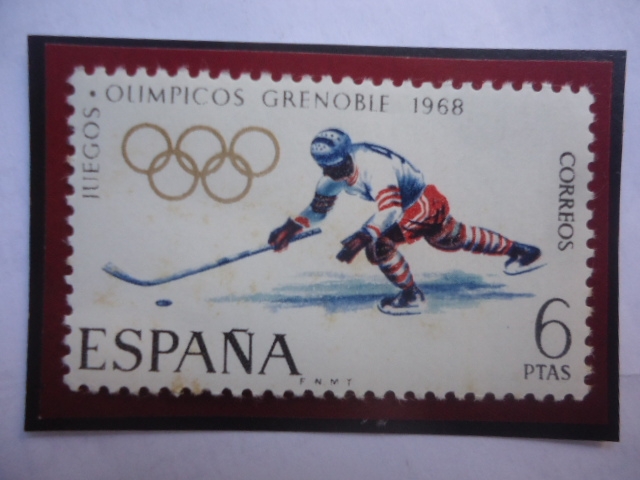 JUEGOS · OLIMPICOS GRENOBLE 1968
CORREOS
6
PTAS
ESPAÑA
F.N.M.T